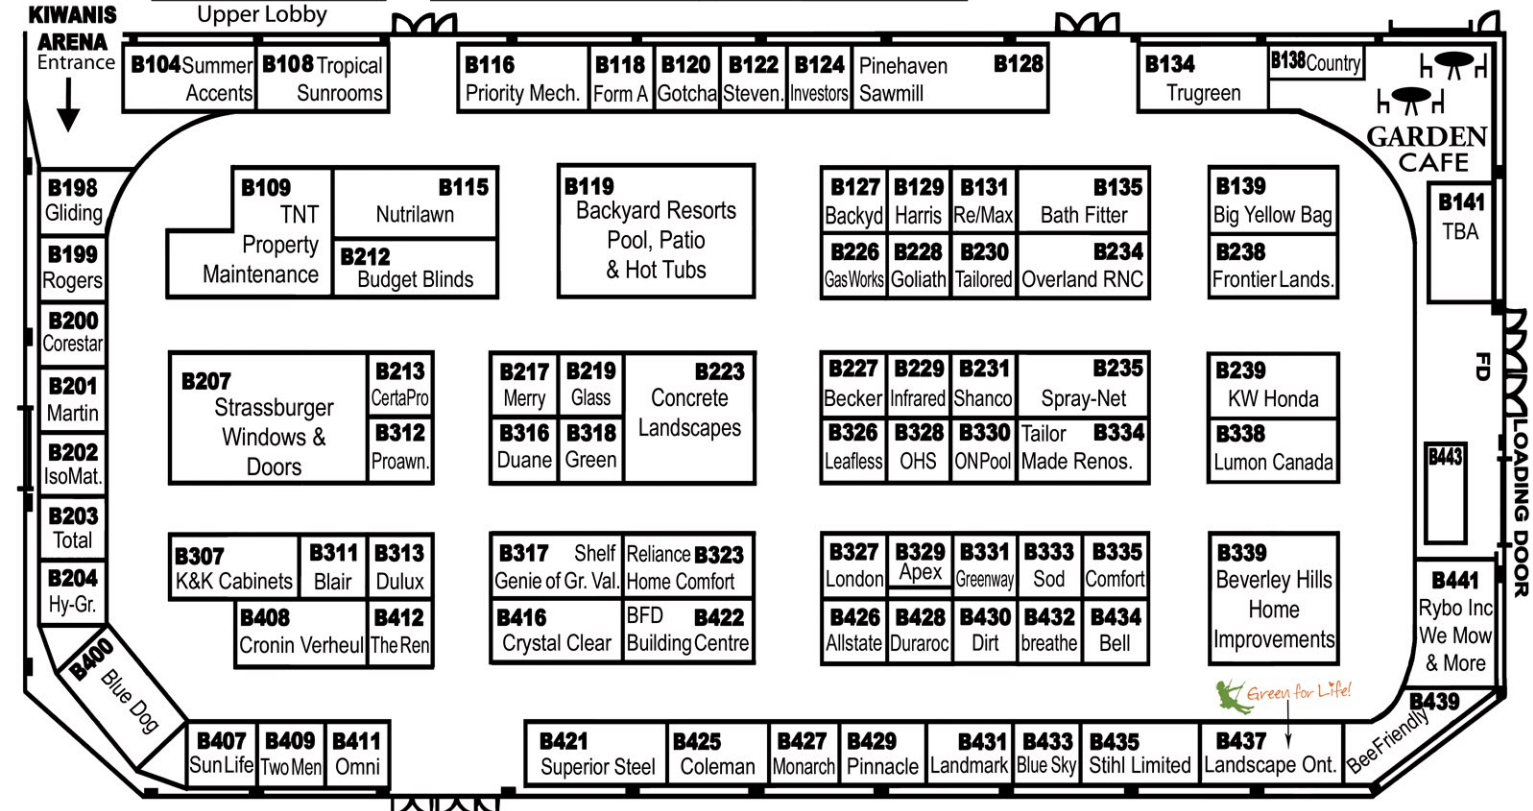 KIWANIS
ARENA
Entrance
Upper Lobby
B104 Summer
Accents
B108 Tropical
Sunrooms
B116
Priority Mech.
B118
Form A
B120
Gotcha
B122
Steven.
B124
Investors
Pinehaven B128
Sawmill
B134
Trugreen
B138 Country
GARDEN
CAFE
B198
Gliding
B199
Rogers
B200
Corestar
B201
Martin
B202
IsoMat.
B203
Total
B204
Hy-Gr.
B400
Blue Dog
B109
TNT
Property
Maintenance
B115
Nutrilawn
B212
Budget Blinds
B119
Backyard Resorts
Pool, Patio
& Hot Tubs
B127
Backyd
B129
Harris
B131
Re/Max
B135
Bath Fitter
B226
GasWorks
B228
Goliath
B230
Tailored
B234
Overland RNC
B139
Big Yellow Bag
B238
Frontier Lands.
B141
TBA
B207
Strassburger
Windows &
Doors
B213
CertaPro
B312
Proawn.
B217
Merry
B219
Glass
B223
Concrete
Landscapes
B316
Duane
B318
Green
B227
Becker
B229
Infrared
B231
Shanco
B235
Spray-Net
B326
Leafless
B328
OHS
B330
ONPool
Tailor B334
Made Renos.
B239
KW Honda
B338
Lumon Canada
FD
LOADING DOOR
B443
B307
K&K Cabinets
B311
Blair
B313
Dulux
B408
Cronin Verheul
B412
The Ren
B317 Shelf
Genie of Gr. Val.
Reliance B323
Home Comfort
B416
Crystal Clear
BFD B422
Building Centre
B327
London
B329
Apex
B331
Greenway
B333
Sod
B335
Comfort
B426
Allstate
B428
Duraroc
B430
Dirt
B432
breathe
B434
Bell
B339
Beverley Hills
Home
Improvements
B441
Rybo Inc
We Mow
& More
Green for Life!
B439
BeeFriendly
B407
Sun Life
B409
Two Men
B411
Omni
B421
Superior Steel
B425
Coleman
B427
Monarch
B429
Pinnacle
B431
Landmark
B433
Blue Sky
B435
Stihl Limited
B437
Landscape Ont.